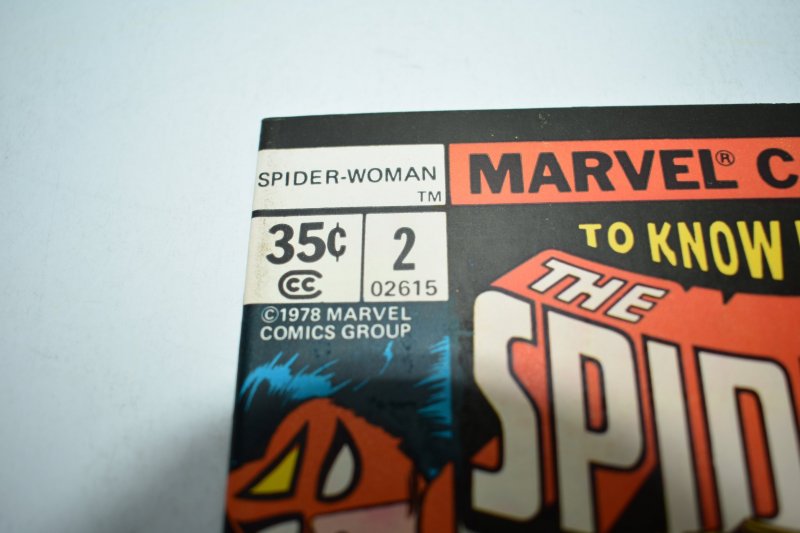 SPIDER-WOMAN
TM
MARVEL® C
35¢
CC
2
02615
©1978 MARVEL
COMICS GROUP
TO KNOW
THE
SPID